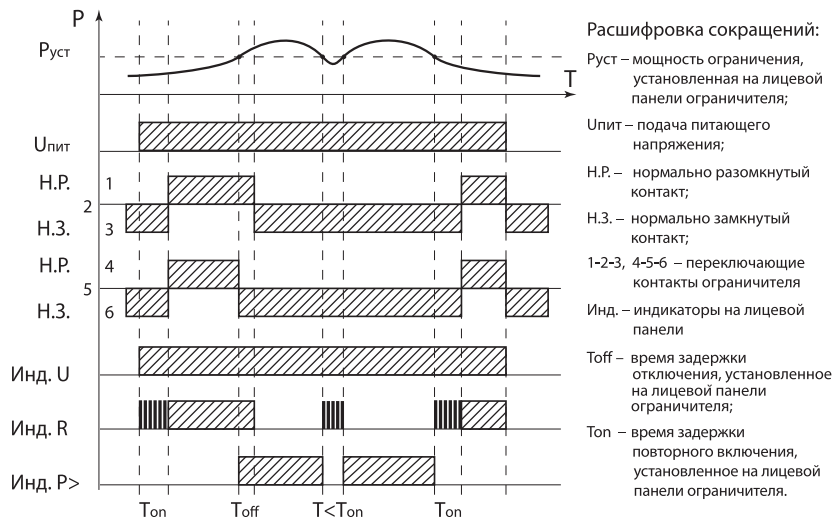 P
Pуст
T
Uпит
Н.Р. 1
2
Н.З. 3
Н.Р. 4
5
Н.З. 6
Инд. U
Инд. R
Инд. P>
Ton Toff T<Ton Ton
Расшифровка сокращений:
Pуст – мощность ограничения,
установленная на лицевой
панели ограничителя;
Uпит – подача питающего
напряжения;
Н.Р. – нормально разомкнутый
контакт;
Н.З. – нормально замкнутый
контакт;
1-2-3, 4-5-6 – переключающие
контакты ограничителя
Инд. – индикаторы на лицевой
панели
Toff – время задержки
отключения, установленное
на лицевой панели
ограничителя;
Ton – время задержки
повторного включения,
установленное на лицевой
панели ограничителя.